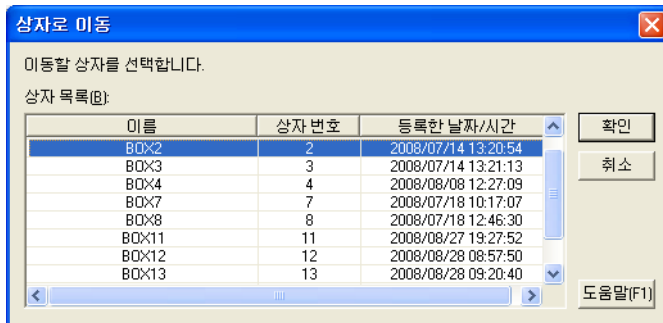 상자로 이동
이동할 상자를 선택합니다.
상자 목록(B):
이름 상자 번호 등록한 날짜/시간
BOX2 2 2008/07/14 13:20:54
BOX3 3 2008/07/14 13:21:13
BOX4 4 2008/08/08 12:27:09
BOX7 7 2008/07/18 10:17:07
BOX8 8 2008/07/18 12:46:30
BOX11 11 2008/08/27 19:27:52
BOX12 12 2008/08/28 08:57:50
BOX13 13 2008/08/28 09:20:40
확인
취소
도움말(F1)